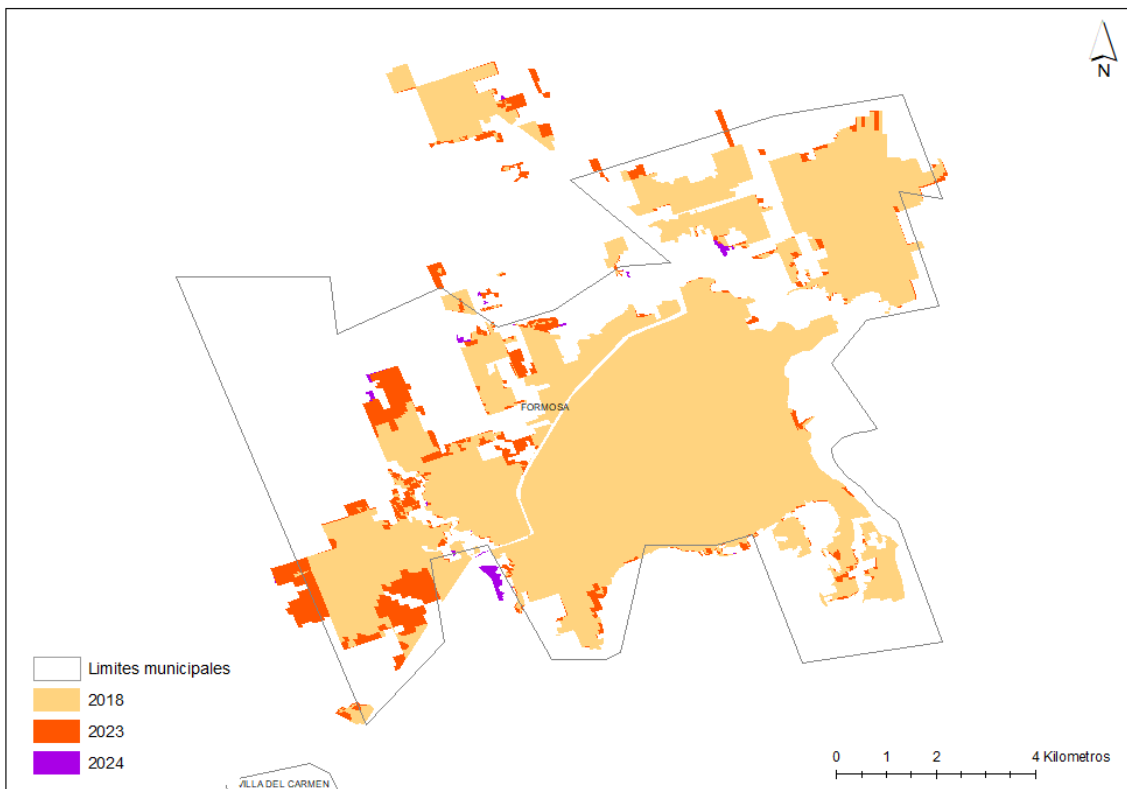 N
FORMOSA
Limites municipales
2018
2023
2024
0 1 2 4 Kilometros
VILLA DEL CARMEN